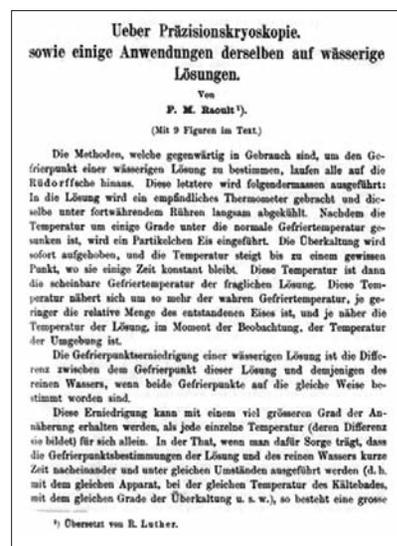 Ueber Präzisionskryoskopie,
sowie einige Anwendungen derselben auf wässerige
Lösungen.
Von
F. M. Raoult¹).
(Mit 9 Figuren im Text.)
Die Methoden, welche gegenwärtig in Gebrauch sind, um den Ge-
frierpunkt einer wässerigen Lösung zu bestimmen, laufen alle auf die
Rüdorffsche hinaus. Diese letztere wird folgendermassen ausgeführt:
In die Lösung wird ein empfindliches Thermometer gebracht und die-
selbe unter fortwährendem Rühren langsam abgekühlt. Nachdem die
Temperatur um einige Grade unter die normale Gefriertemperatur ge-
sunken ist, wird ein Partikelchen Eis eingeführt. Die Überkaltung wird
sofort aufgehoben, und die Temperatur steigt bis zu einem gewissen
Punkt, wo sie einige Zeit konstant bleibt. Diese Temperatur ist dann
die scheinbare Gefriertemperatur der fraglichen Lösung. Diese Tem-
peratur nähert sich um so mehr der wahren Gefriertemperatur, je ge-
ringer die relative Menge des entstandenen Eises ist, und je näher die
Temperatur der Lösung, im Moment der Beobachtung, der Temperatur
der Umgebung ist.
Die Gefrierpunktserniedrigung einer wässerigen Lösung ist die Diffe-
renz zwischen dem Gefrierpunkt dieser Lösung und demjenigen des
reinen Wassers, wenn beide Gefrierpunkte auf die gleiche Weise be-
stimmt worden sind.
Diese Erniedrigung kann mit einem viel grösseren Grad der An-
näherung erhalten werden, als jede einzelne Temperatur (deren Differenz
sie bildet) für sich allein. In der That, wenn man dafür Sorge trägt, dass
die Gefrierpunktsbestimmungen der Lösung und des reinen Wassers kurze
Zeit nacheinander und unter gleichen Umständen ausgeführt werden (d. h.
mit dem gleichen Apparat, bei der gleichen Temperatur des Kältebades,
mit dem gleichen Grade der Überkaltung u. s. w.), so besteht eine grosse
¹) Übersetzt von R. Luther.